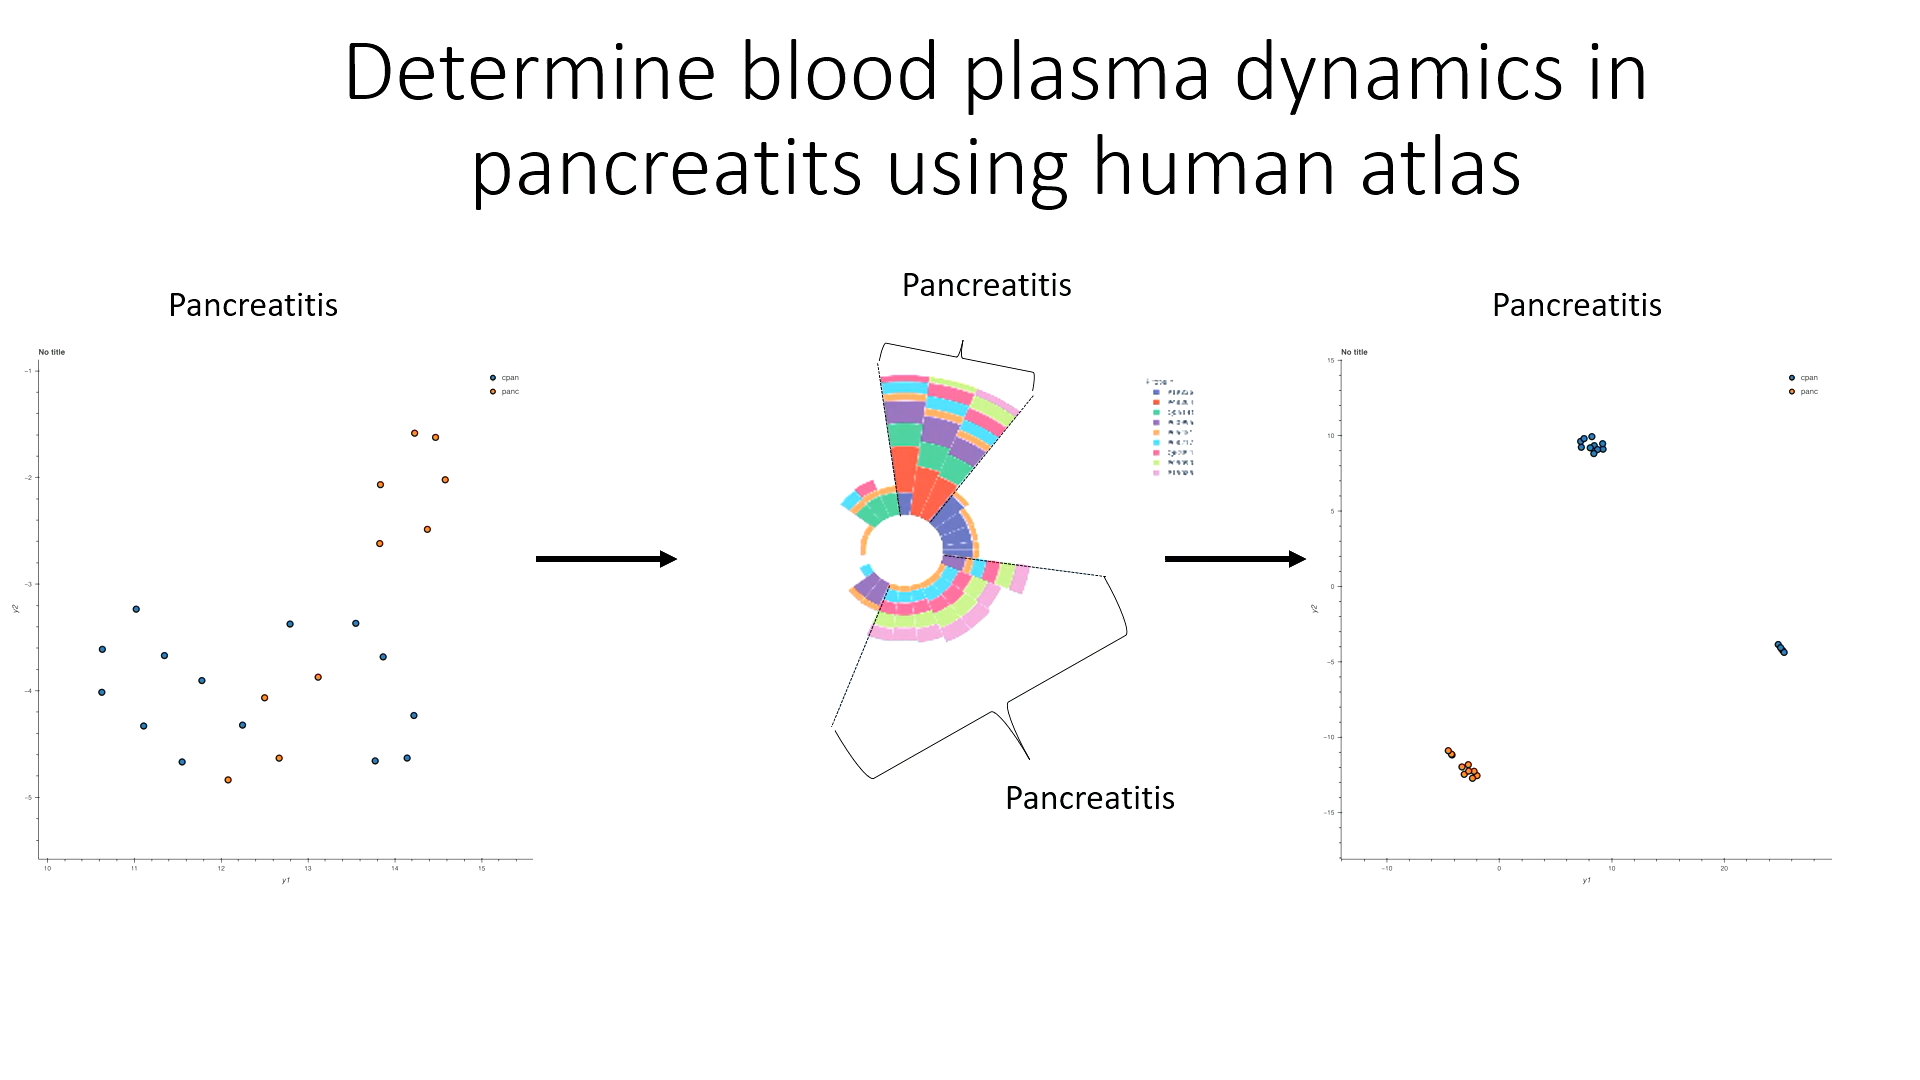 Determine blood plasma dynamics in
pancreatits using human atlas
Pancreatitis
Pancreatitis
Pancreatitis
No title
cpan
panc
−1
−2
−3
−4
−5
y2
10
11
12
13
14
15
y1
Pancreatitis
No title
cpan
panc
15
10
5
0
−5
−10
−15
y2
−10
0
10
20
y1